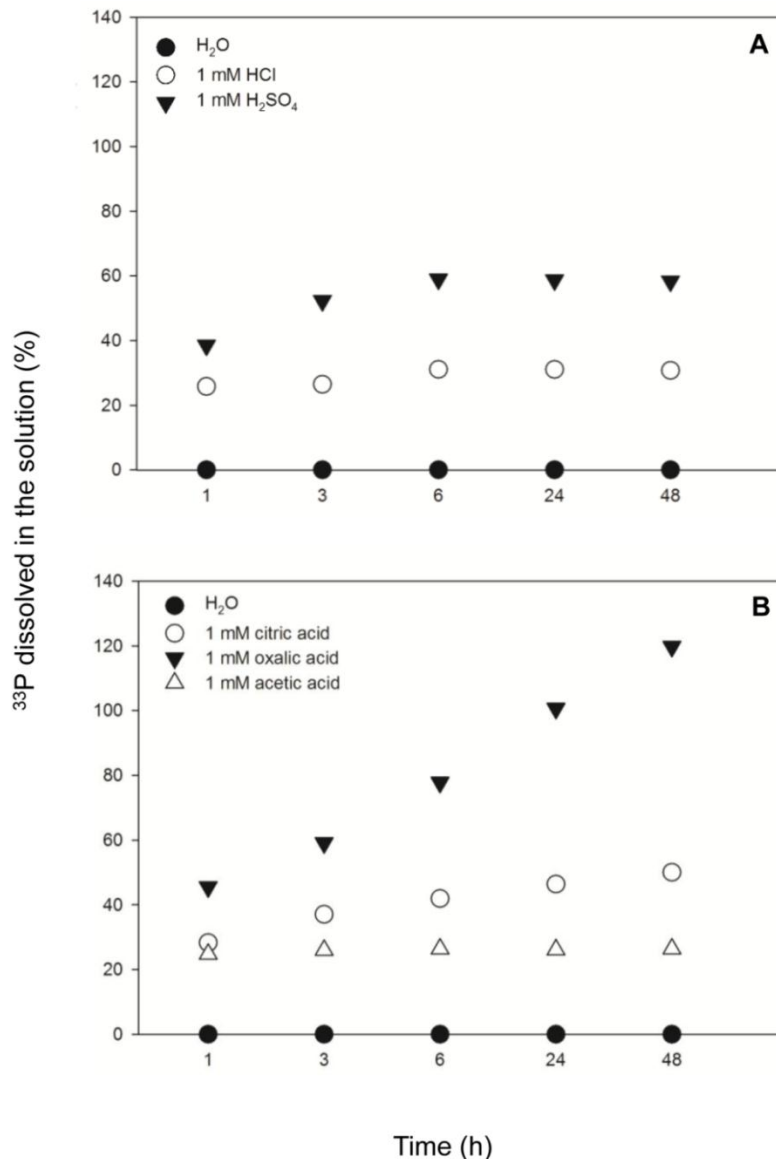 140
120
100
80
60
40
20
0
H₂O
1 mM HCl
1 mM H₂SO₄
A
1 3 6 24 48
³³P dissolved in the solution (%)
140
120
100
80
60
40
20
0
H₂O
1 mM citric acid
1 mM oxalic acid
1 mM acetic acid
B
1 3 6 24 48
Time (h)